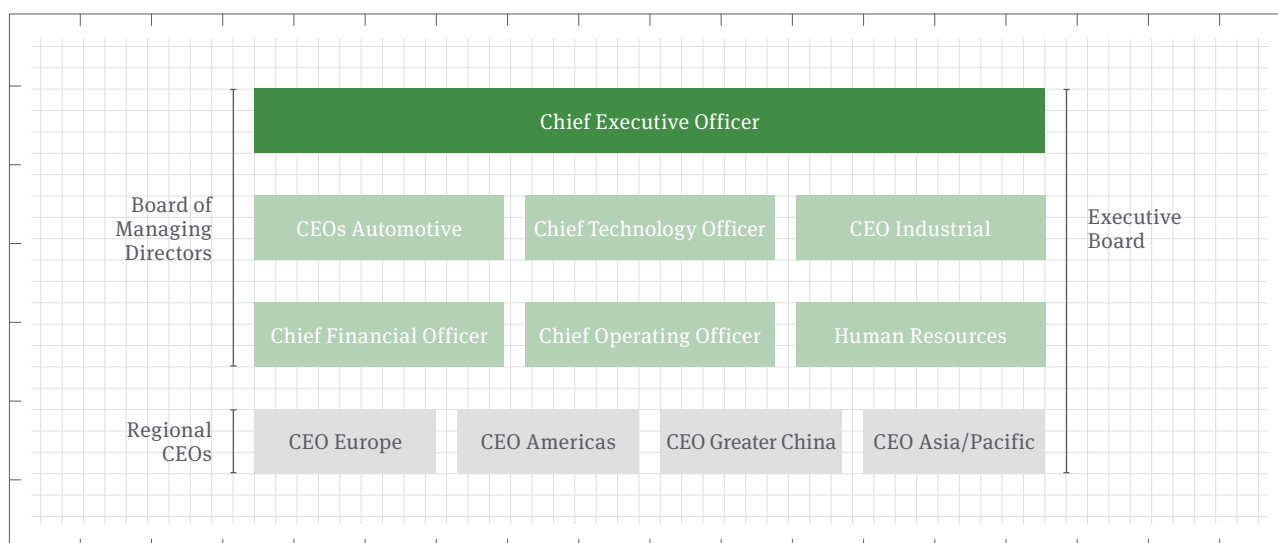 Chief Executive Officer
Board of
Managing
Directors
CEOs Automotive
Chief Technology Officer
CEO Industrial
Executive
Board
Chief Financial Officer
Chief Operating Officer
Human Resources
Regional
CEOs
CEO Europe
CEO Americas
CEO Greater China
CEO Asia/Pacific